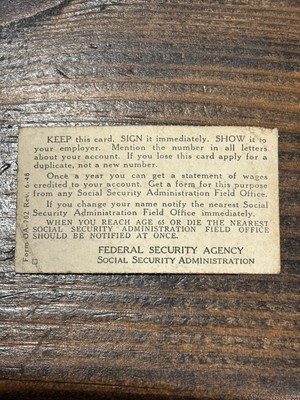 KEEP this card. SIGN it immediately. SHOW it to
your employer. Mention the number in all letters
about your account. If you lose this card apply for a
duplicate, not a new number.
Once a year you can get a statement of wages
credited to your account. Get a form for this purpose
from any Social Security Administration Field Office.
If you change your name notify the nearest Social
Security Administration Field Office immediately.
WHEN YOU REACH AGE 65 OR DIE THE NEAREST
SOCIAL SECURITY ADMINISTRATION FIELD OFFICE
SHOULD BE NOTIFIED AT ONCE.
FEDERAL SECURITY AGENCY
SOCIAL SECURITY ADMINISTRATION
Form OA-702 Rev. 6-48